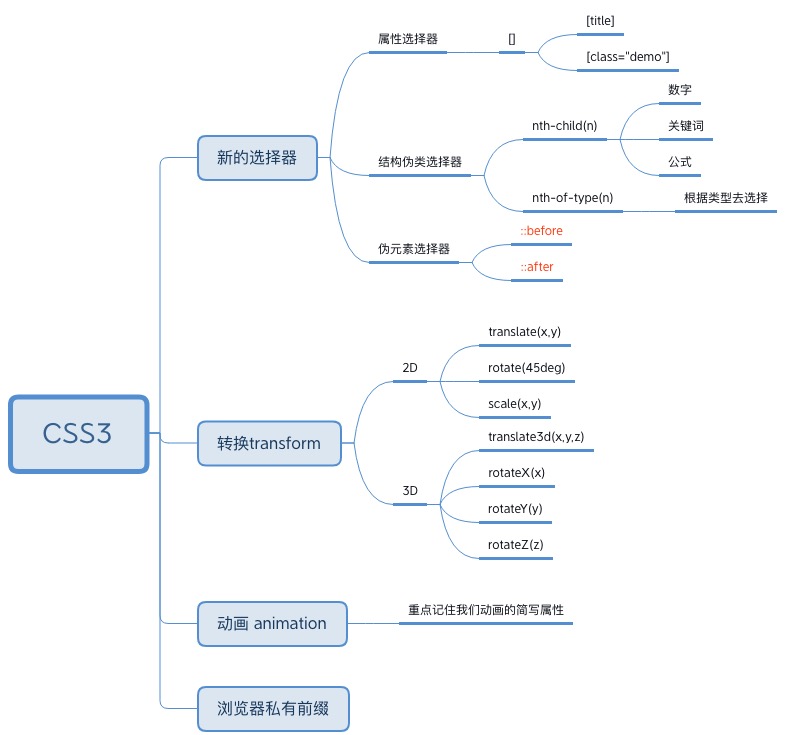 CSS3
新的选择器
属性选择器
[]
[title]
[class="demo"]
结构伪类选择器
nth-child(n)
数字
关键词
公式
nth-of-type(n)
根据类型去选择
伪元素选择器
::before
::after
转换transform
2D
translate(x,y)
rotate(45deg)
scale(x,y)
3D
translate3d(x,y,z)
rotateX(x)
rotateY(y)
rotateZ(z)
动画 animation
重点记住我们动画的简写属性
浏览器私有前缀